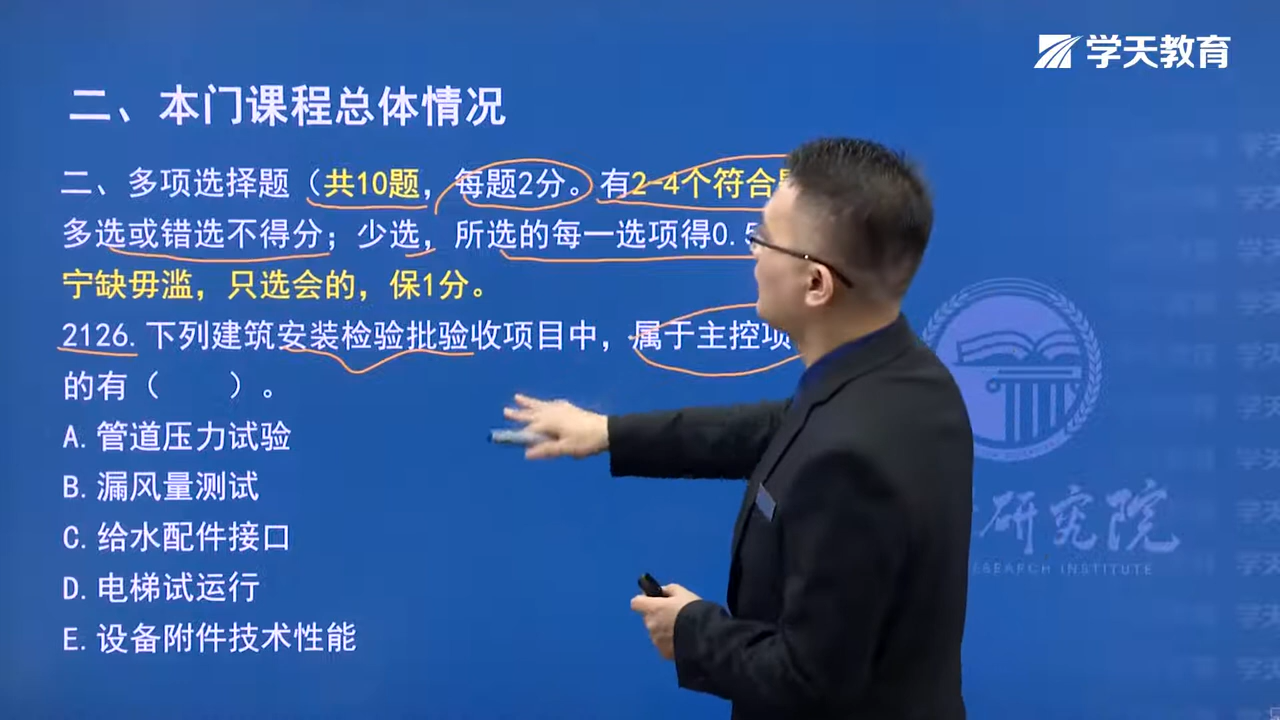 学天教育
二、本门课程总体情况
二、多项选择题（共10题，每题2分。有2-4个符合
多选或错选不得分；少选，所选的每一选项得0.5
宁缺毋滥，只选会的，保1分。
2126.下列建筑安装检验批验收项目中，属于主控项
的有（　　）。
A.管道压力试验
B.漏风量测试
C.给水配件接口
D.电梯试运行
E.设备附件技术性能
研究院
RESEARCH INSTITUTE